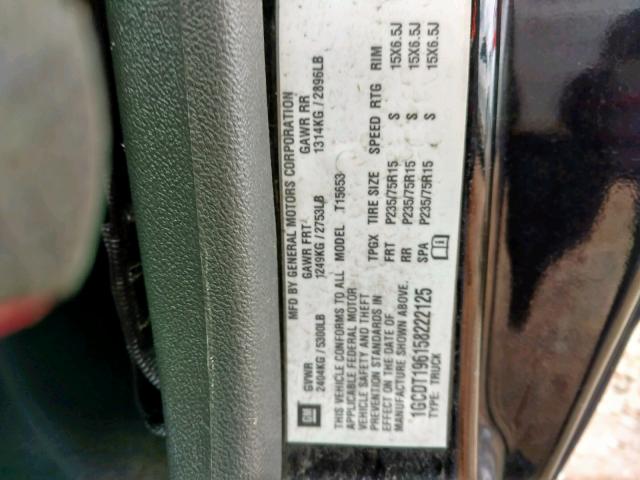 GM
MFD BY GENERAL MOTORS CORPORATION
GVWR GAWR FRT GAWR RR
2404KG / 5300LB 1249KG / 2753LB 1314KG / 2896LB
THIS VEHICLE CONFORMS TO ALL
APPLICABLE FEDERAL MOTOR
VEHICLE SAFETY AND THEFT
PREVENTION STANDARDS IN
EFFECT ON THE DATE OF
MANUFACTURE SHOWN ABOVE.
1GCDT196158222125
TYPE: TRUCK
MODEL T15653
TPGX TIRE SIZE SPEED RTG RIM
FRT P235/75R15 S 15X6.5J
RR P235/75R15 S 15X6.5J
SPA P235/75R15 S 15X6.5J